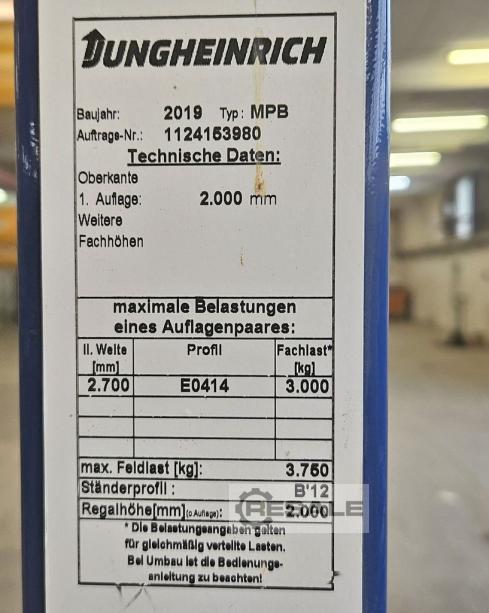 JUNGHEINRICH
Baujahr: 2019 Typ: MPB
Auftrags-Nr.: 1124153980
Technische Daten:
Oberkante
1. Auflage: 2.000 mm
Weitere
Fachhöhen
maximale Belastungen
eines Auflagenpaares:
li. Weite Profil Fachlast*
[mm] [kg]
2.700 E0414 3.000
max. Feldlast [kg]: 3.750
Ständerprofil : B'12
Regalhöhe[mm](o.Auflage): 2.000
RESALE
* Die Belastungsangaben gelten
für gleichmäßig verteilte Lasten.
Bei Umbau ist die Bedienungs-
anleitung zu beachten!